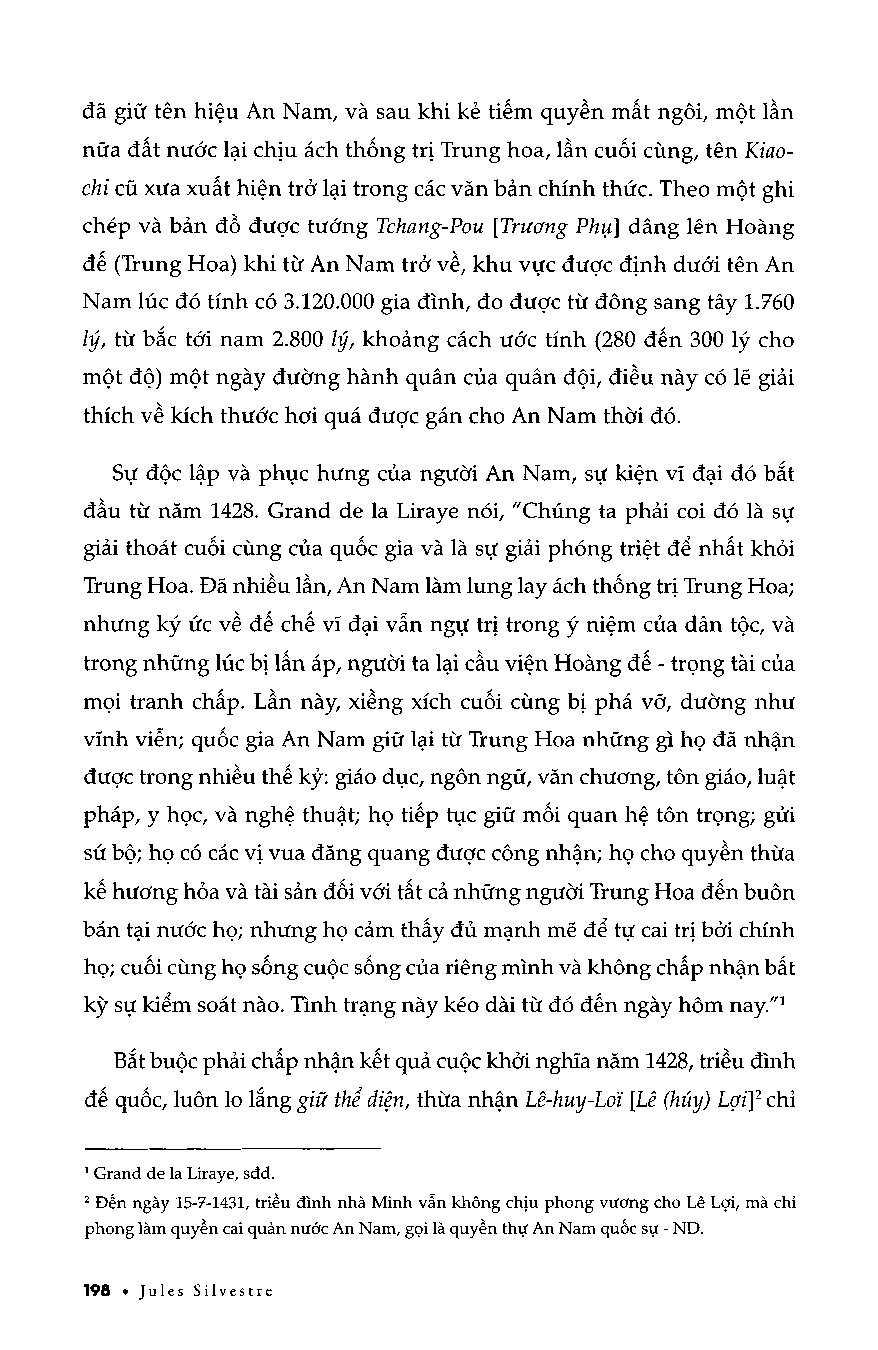 đã giữ tên hiệu An Nam, và sau khi kẻ tiếm quyền mất ngôi, một lần
nữa đất nước lại chịu ách thống trị Trung hoa, lần cuối cùng, tên Kiao-
chi cũ xưa xuất hiện trở lại trong các văn bản chính thức. Theo một ghi
chép và bản đồ được tướng Tchang-Pou [Trương Phụ] dâng lên Hoàng
đế (Trung Hoa) khi từ An Nam trở về, khu vực được định dưới tên An
Nam lúc đó tính có 3.120.000 gia đình, đo được từ đông sang tây 1.760
lý, từ bắc tới nam 2.800 lý, khoảng cách ước tính (280 đến 300 lý cho
một độ) một ngày đường hành quân của quân đội, điều này có lẽ giải
thích về kích thước hơi quá được gán cho An Nam thời đó.
Sự độc lập và phục hưng của người An Nam, sự kiện vĩ đại đó bắt
đầu từ năm 1428. Grand de la Liraye nói, "Chúng ta phải coi đó là sự
giải thoát cuối cùng của quốc gia và là sự giải phóng triệt để nhất khỏi
Trung Hoa. Đã nhiều lần, An Nam làm lung lay ách thống trị Trung Hoa;
nhưng ký ức về đế chế vĩ đại vẫn ngự trị trong ý niệm của dân tộc, và
trong những lúc bị lấn áp, người ta lại cầu viện Hoàng đế - trọng tài của
mọi tranh chấp. Lần này, xiềng xích cuối cùng bị phá vỡ, dường như
vĩnh viễn; quốc gia An Nam giữ lại từ Trung Hoa những gì họ đã nhận
được trong nhiều thế kỷ: giáo dục, ngôn ngữ, văn chương, tôn giáo, luật
pháp, y học, và nghệ thuật; họ tiếp tục giữ mối quan hệ tôn trọng; gửi
sứ bộ; họ có các vị vua đăng quang được công nhận; họ cho quyền thừa
kế hương hỏa và tài sản đối với tất cả những người Trung Hoa đến buôn
bán tại nước họ; nhưng họ cảm thấy đủ mạnh mẽ để tự cai trị bởi chính
họ; cuối cùng họ sống cuộc sống của riêng mình và không chấp nhận bất
kỳ sự kiểm soát nào. Tình trạng này kéo dài từ đó đến ngày hôm nay."¹
Bắt buộc phải chấp nhận kết quả cuộc khởi nghĩa năm 1428, triều đình
đế quốc, luôn lo lắng giữ thể diện, thừa nhận Lê-huy-Loï [Lê (húy) Lợi]² chỉ
¹ Grand de la Liraye, sđd.
² Đến ngày 15-7-1431, triều đình nhà Minh vẫn không chịu phong vương cho Lê Lợi, mà chỉ
phong làm quyền cai quản nước An Nam, gọi là quyền thự An Nam quốc sự - ND.
198 • Jules Silvestre